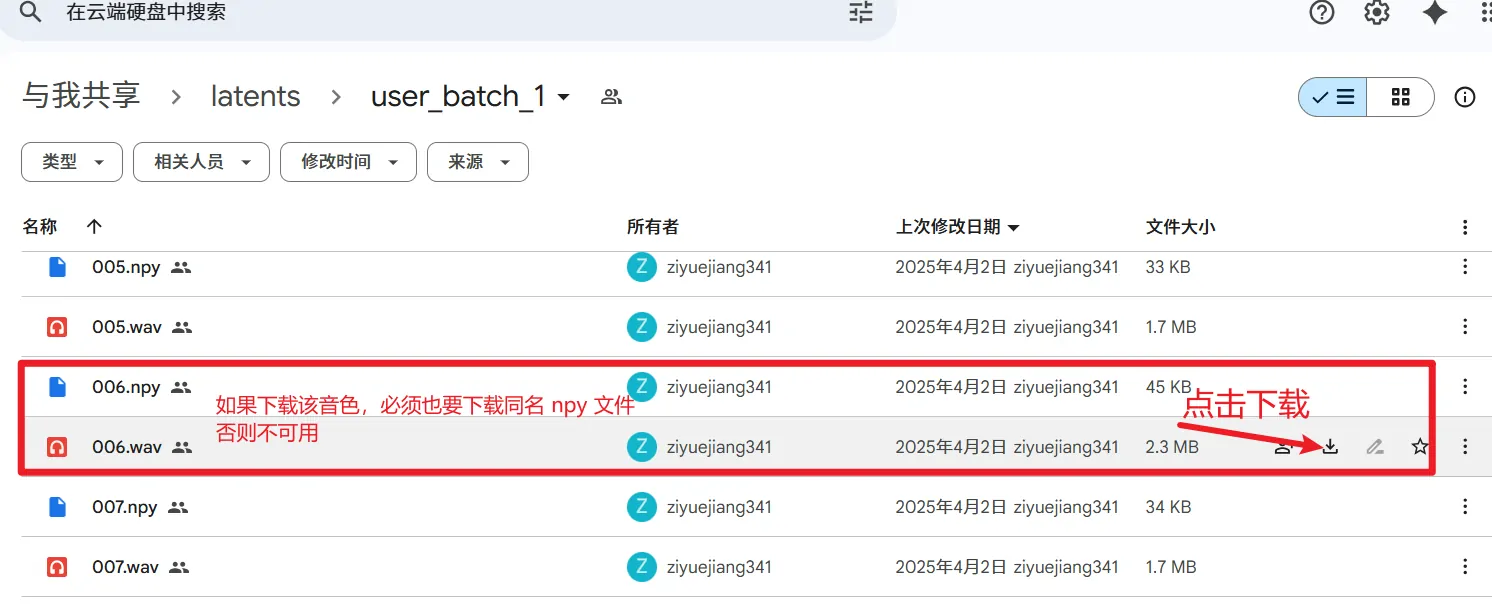 在云端硬盘中搜索
与我共享 > latents > user_batch_1
类型 相关人员 修改时间 来源
名称 所有者 上次修改日期 文件大小
005.npy Z ziyuejiang341 2025年4月2日 ziyuejiang341 33 KB
005.wav Z ziyuejiang341 2025年4月2日 ziyuejiang341 1.7 MB
006.npy Z ziyuejiang341 2025年4月2日 ziyuejiang341 45 KB
如果下载该音色，必须也要下载同名 npy 文件
否则不可用
点击下载
006.wav Z ziyuejiang341 2025年4月2日 ziyuejiang341 2.3 MB
007.npy Z ziyuejiang341 2025年4月2日 ziyuejiang341 34 KB
007.wav Z ziyuejiang341 2025年4月2日 ziyuejiang341 1.7 MB